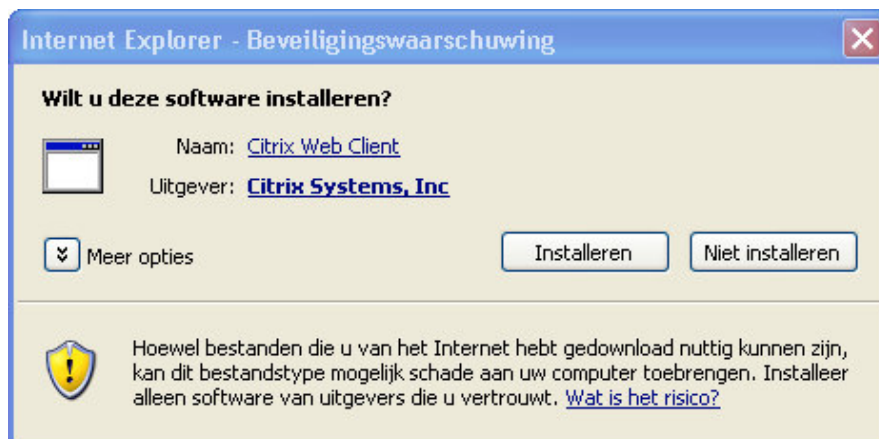 Internet Explorer - Beveiligingswaarschuwing
Wilt u deze software installeren?
Naam: Citrix Web Client
Uitgever: Citrix Systems, Inc
Meer opties
Installeren
Niet installeren
Hoewel bestanden die u van het Internet hebt gedownload nuttig kunnen zijn,
kan dit bestandstype mogelijk schade aan uw computer toebrengen. Installeer
alleen software van uitgevers die u vertrouwt. Wat is het risico?